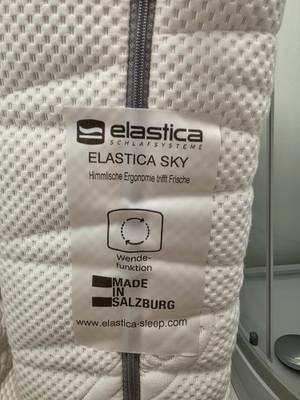 elastica
SCHLAFSYSTEME
ELASTICA SKY
Himmlische Ergonomie trifft Frische
Wende-
funktion
MADE
IN
SALZBURG
www.elastica-sleep.com